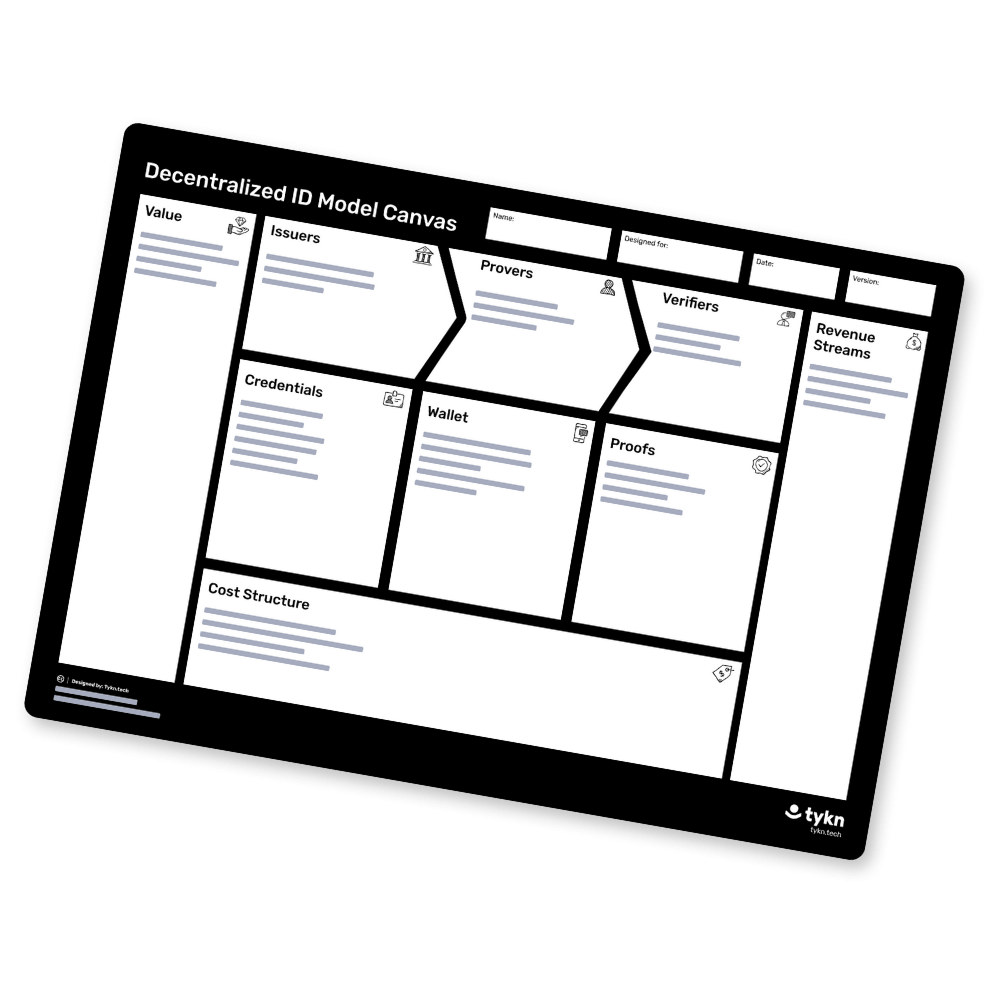 Decentralized ID Model Canvas
Name:
Designed for:
Date:
Version:
Value
Issuers
Provers
Verifiers
Revenue
Streams
Credentials
Wallet
Proofs
Cost Structure
Designed by: Tykn.tech
tykn
tykn.tech